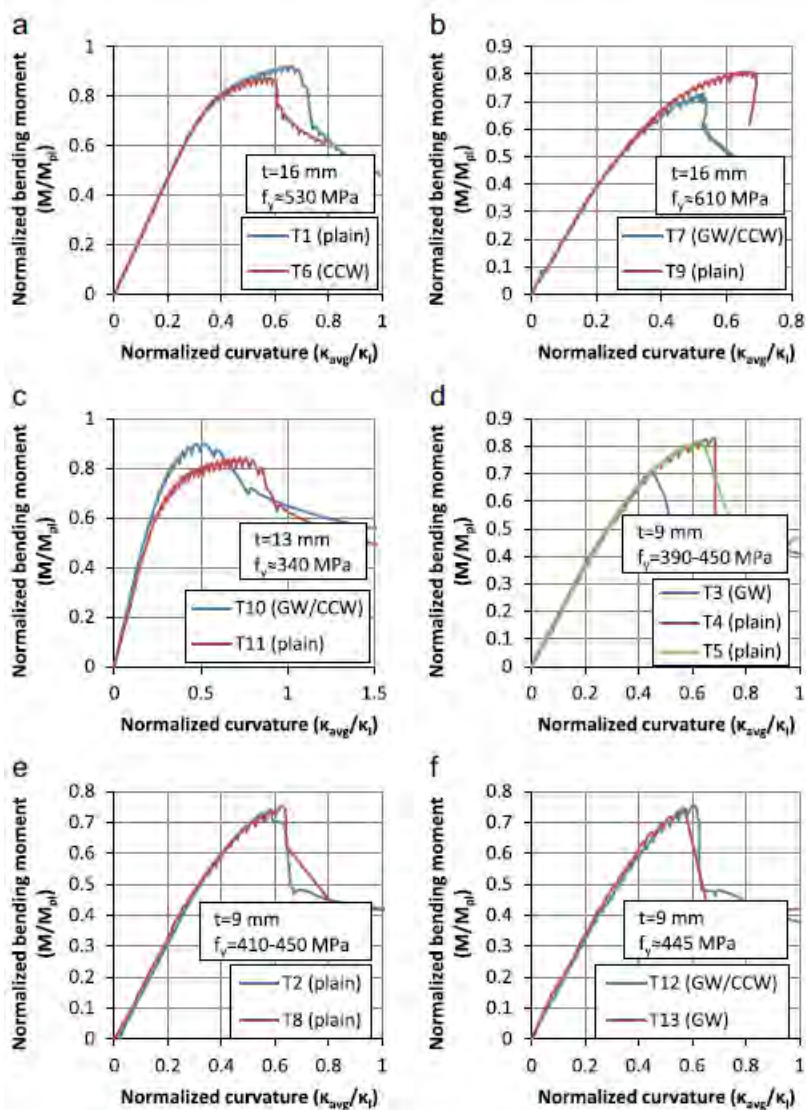 a
Normalized bending moment
(M/Mpl)
1
0.8
0.6
0.4
0.2
0
t=16 mm
fy≈530 MPa
T1 (plain)
T6 (CCW)
0 0.2 0.4 0.6 0.8 1
Normalized curvature (κavg/κI)
b
Normalized bending moment
(M/Mpl)
0.9
0.8
0.7
0.6
0.5
0.4
0.3
0.2
0.1
0
t=16 mm
fy≈610 MPa
T7 (GW/CCW)
T9 (plain)
0 0.2 0.4 0.6 0.8
Normalized curvature (κavg/κI)
c
Normalized bending moment
(M/Mpl)
1
0.8
0.6
0.4
0.2
0
t=13 mm
fy≈340 MPa
T10 (GW/CCW)
T11 (plain)
0 0.5 1 1.5
Normalized curvature (κavg/κI)
d
Normalized bending moment
(M/Mpl)
0.9
0.8
0.7
0.6
0.5
0.4
0.3
0.2
0.1
0
t=9 mm
fy=390-450 MPa
T3 (GW)
T4 (plain)
T5 (plain)
0 0.2 0.4 0.6 0.8 1
Normalized curvature (κavg/κI)
e
Normalized bending moment
(M/Mpl)
0.8
0.7
0.6
0.5
0.4
0.3
0.2
0.1
0
t=9 mm
fy=410-450 MPa
T2 (plain)
T8 (plain)
0 0.2 0.4 0.6 0.8 1
Normalized curvature (κavg/κI)
f
Normalized bending moment
(M/Mpl)
0.8
0.7
0.6
0.5
0.4
0.3
0.2
0.1
0
t=9 mm
fy≈445 MPa
T12 (GW/CCW)
T13 (GW)
0 0.2 0.4 0.6 0.8 1
Normalized curvature (κavg/κI)